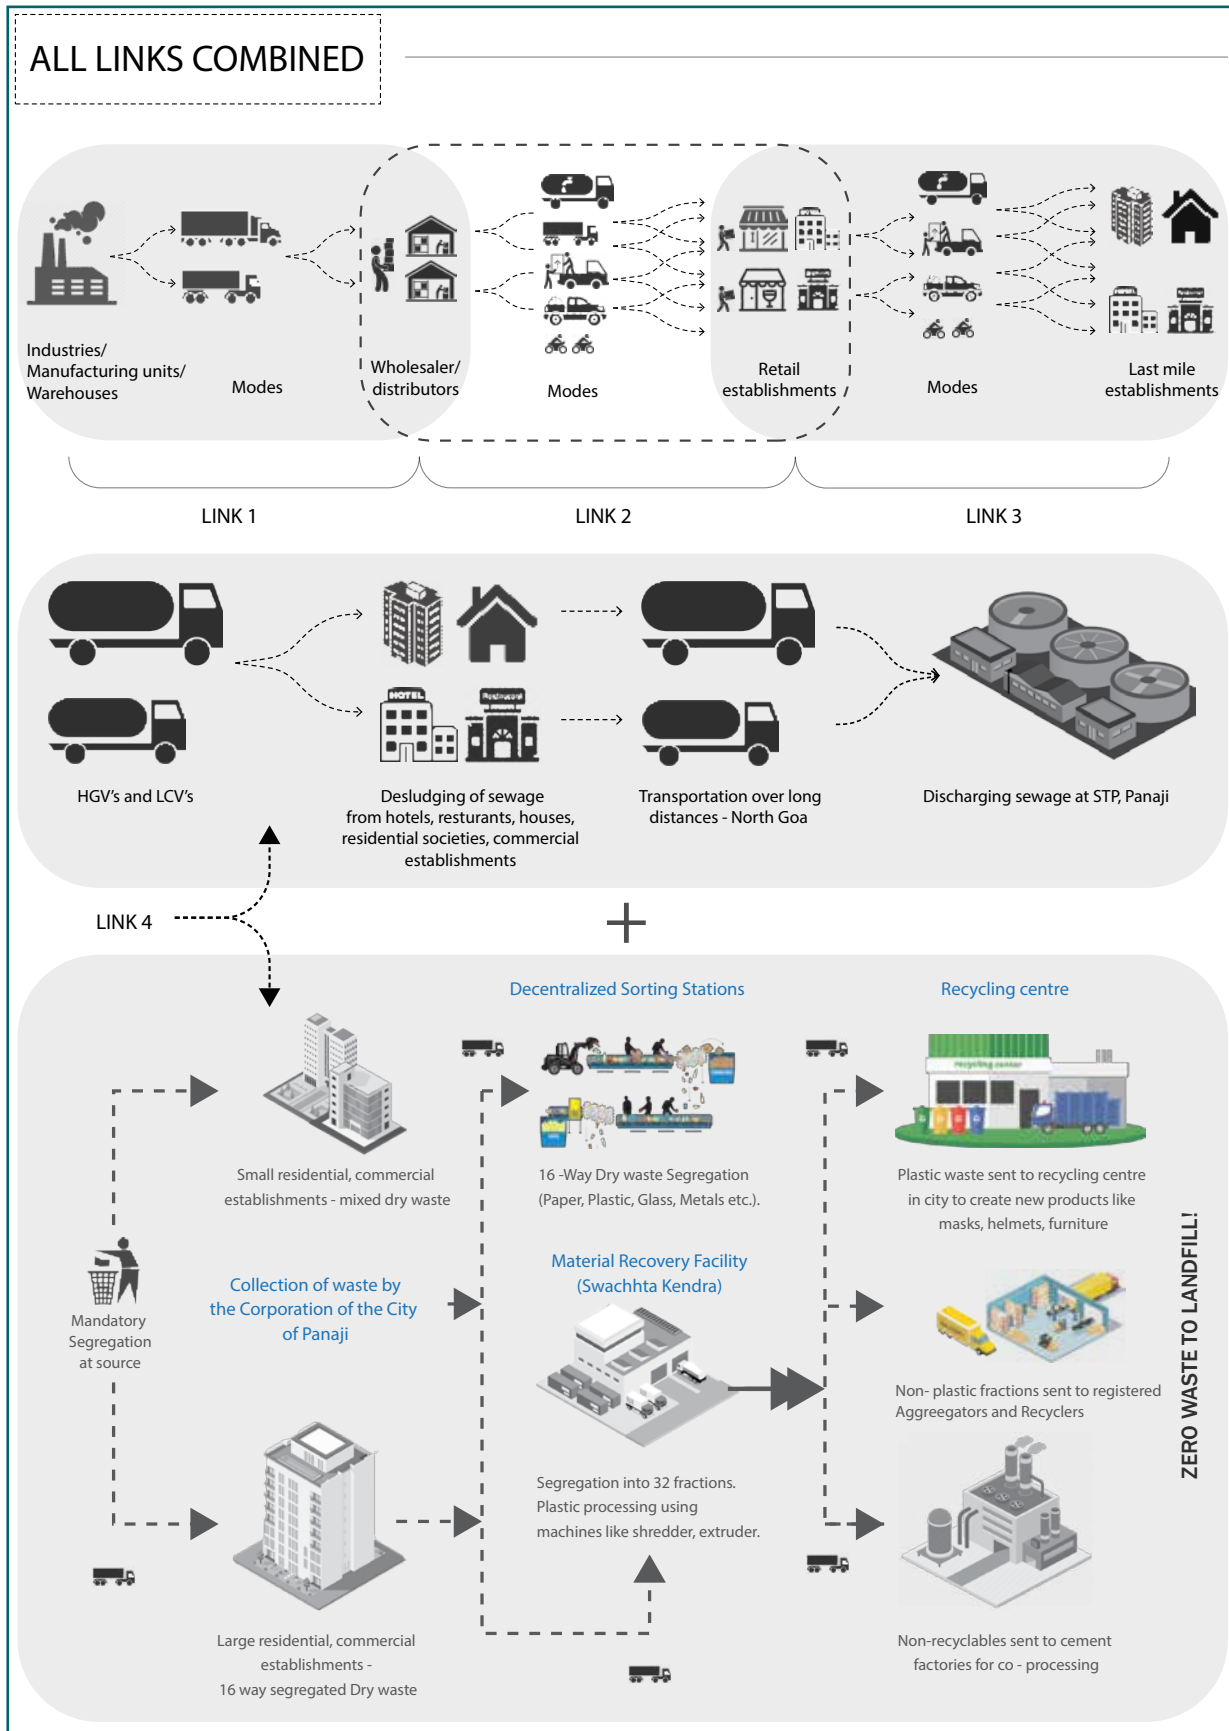 ALL LINKS COMBINED
Industries/
Manufacturing units/
Warehouses
Modes
Wholesaler/
distributors
Modes
Retail
establishments
Modes
Last mile
establishments
LINK 1
LINK 2
LINK 3
HOTEL
Restaurant
HGV's and LCV's
Desludging of sewage
from hotels, resturants, houses,
residential societies, commercial
establishments
Transportation over long
distances - North Goa
Discharging sewage at STP, Panaji
LINK 4
+
Decentralized Sorting Stations
Recycling centre
recycling center
Small residential, commercial
establishments - mixed dry waste
16 -Way Dry waste Segregation
(Paper, Plastic, Glass, Metals etc.).
Plastic waste sent to recycling centre
in city to create new products like
masks, helmets, furniture
Mandatory
Segregation
at source
Collection of waste by
the Corporation of the City
of Panaji
Material Recovery Facility
(Swachhta Kendra)
Non- plastic fractions sent to registered
Aggreegators and Recyclers
Segregation into 32 fractions.
Plastic processing using
machines like shredder, extruder.
Large residential, commercial
establishments -
16 way segregated Dry waste
Non-recyclables sent to cement
factories for co - processing
ZERO WASTE TO LANDFILL!